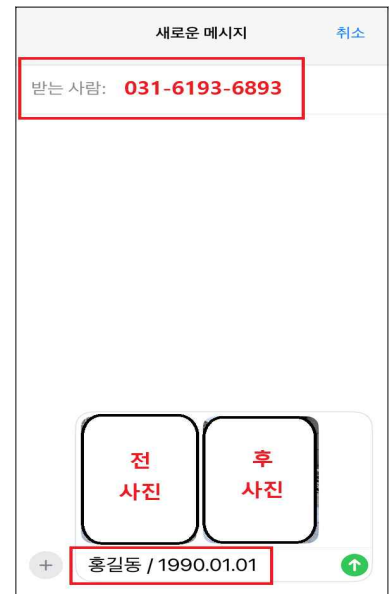 새로운 메시지 취소
받는 사람: 031-6193-6893
전 후
사진 사진
+ 홍길동 / 1990.01.01